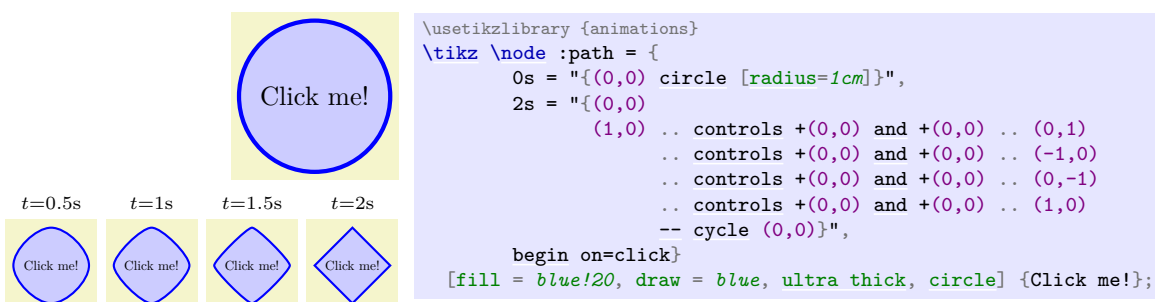 Click me!
t=0.5s t=1s t=1.5s t=2s
Click me! Click me! Click me! Click me!
\usetikzlibrary {animations}
\tikz \node :path = {
0s = "{(0,0) circle [radius=1cm]}",
2s = "{(0,0)
(1,0) .. controls +(0,0) and +(0,0) .. (0,1)
.. controls +(0,0) and +(0,0) .. (-1,0)
.. controls +(0,0) and +(0,0) .. (0,-1)
.. controls +(0,0) and +(0,0) .. (1,0)
-- cycle (0,0)}",
begin on=click}
[fill = blue!20, draw = blue, ultra thick, circle] {Click me!};